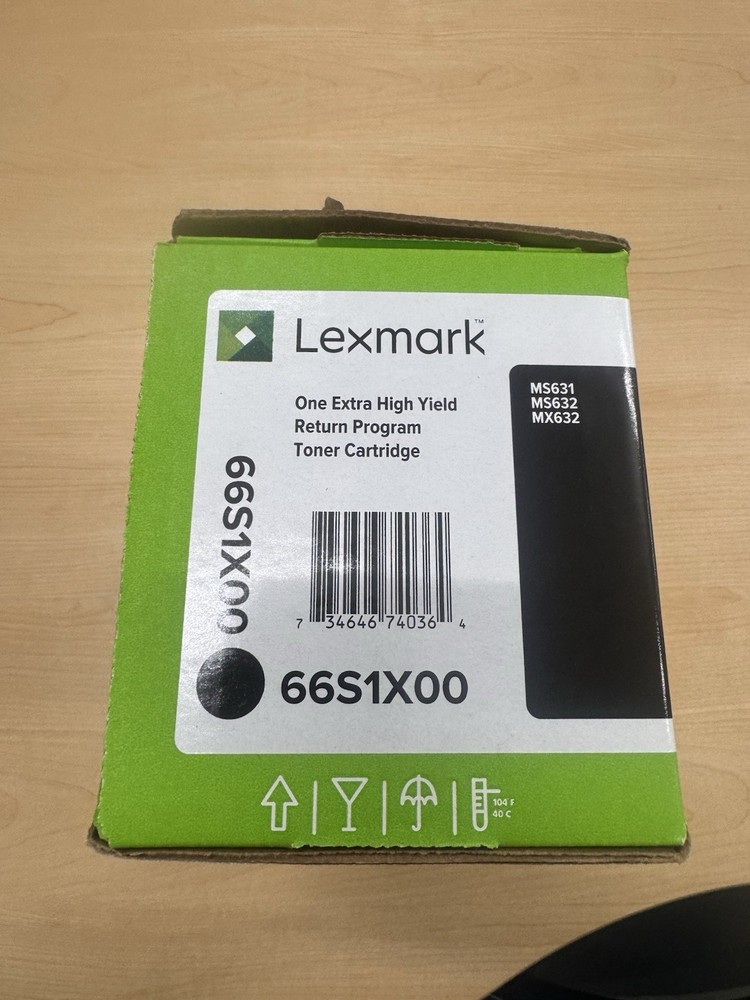 Lexmark™
MS631
MS632
MX632
One Extra High Yield
Return Program
Toner Cartridge
66S1X00
7 34646 74036 4
66S1X00
104 F
40 C